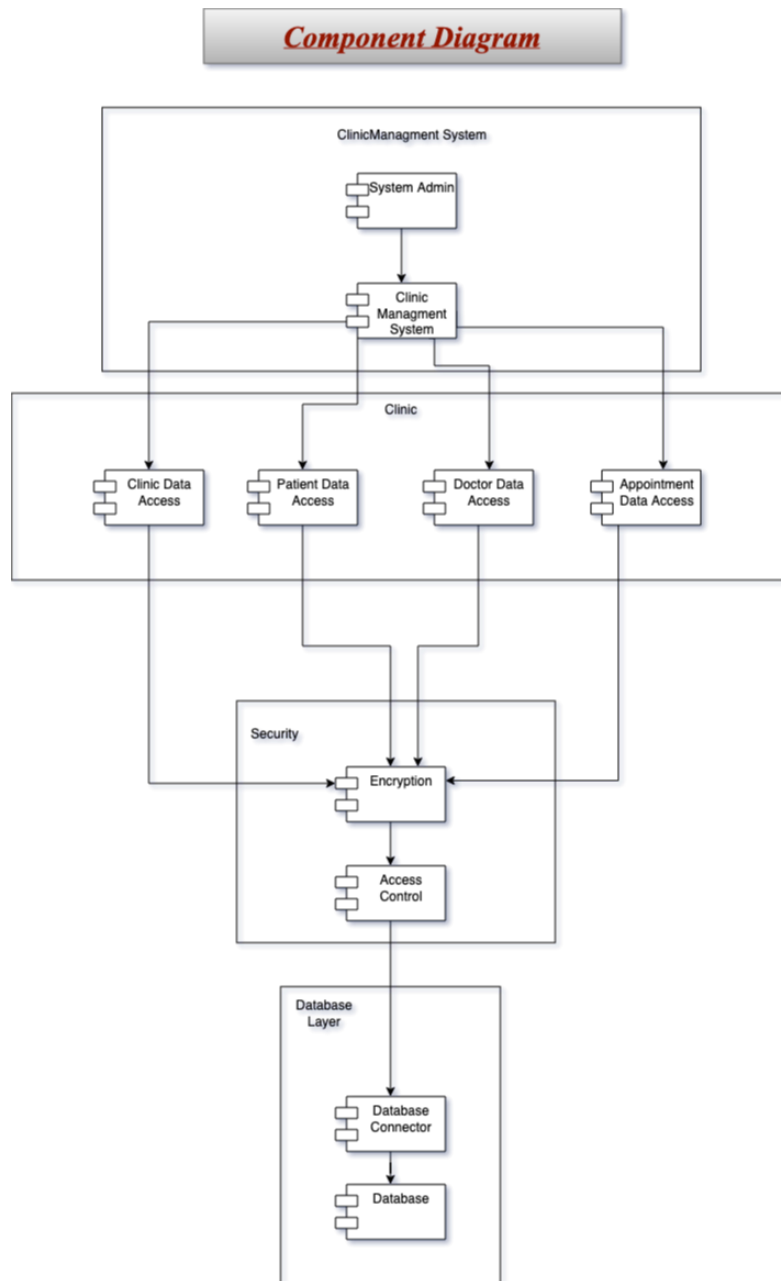 Component Diagram
ClinicManagment System
System Admin
Clinic
Managment
System
Clinic
Clinic Data
Access
Patient Data
Access
Doctor Data
Access
Appointment
Data Access
Security
Encryption
Access
Control
Database
Layer
Database
Connector
Database